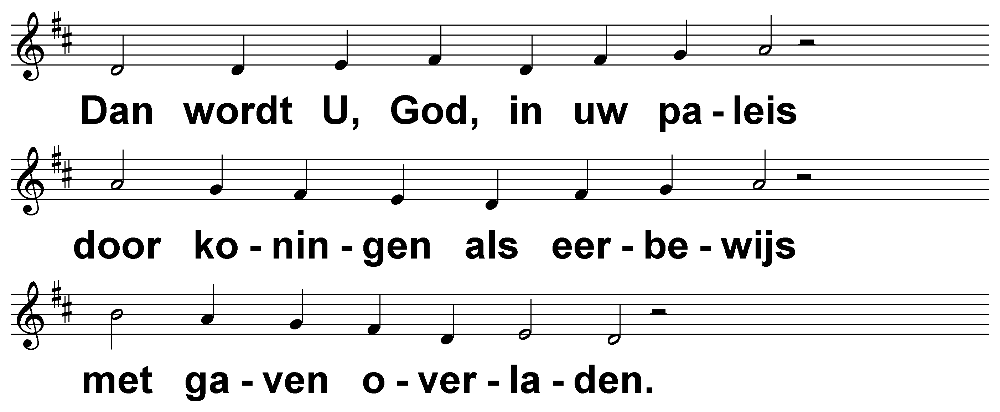 Dan wordt U, God, in uw pa - leis
door ko - nin - gen als eer - be - wijs
met ga - ven o - ver - la - den.